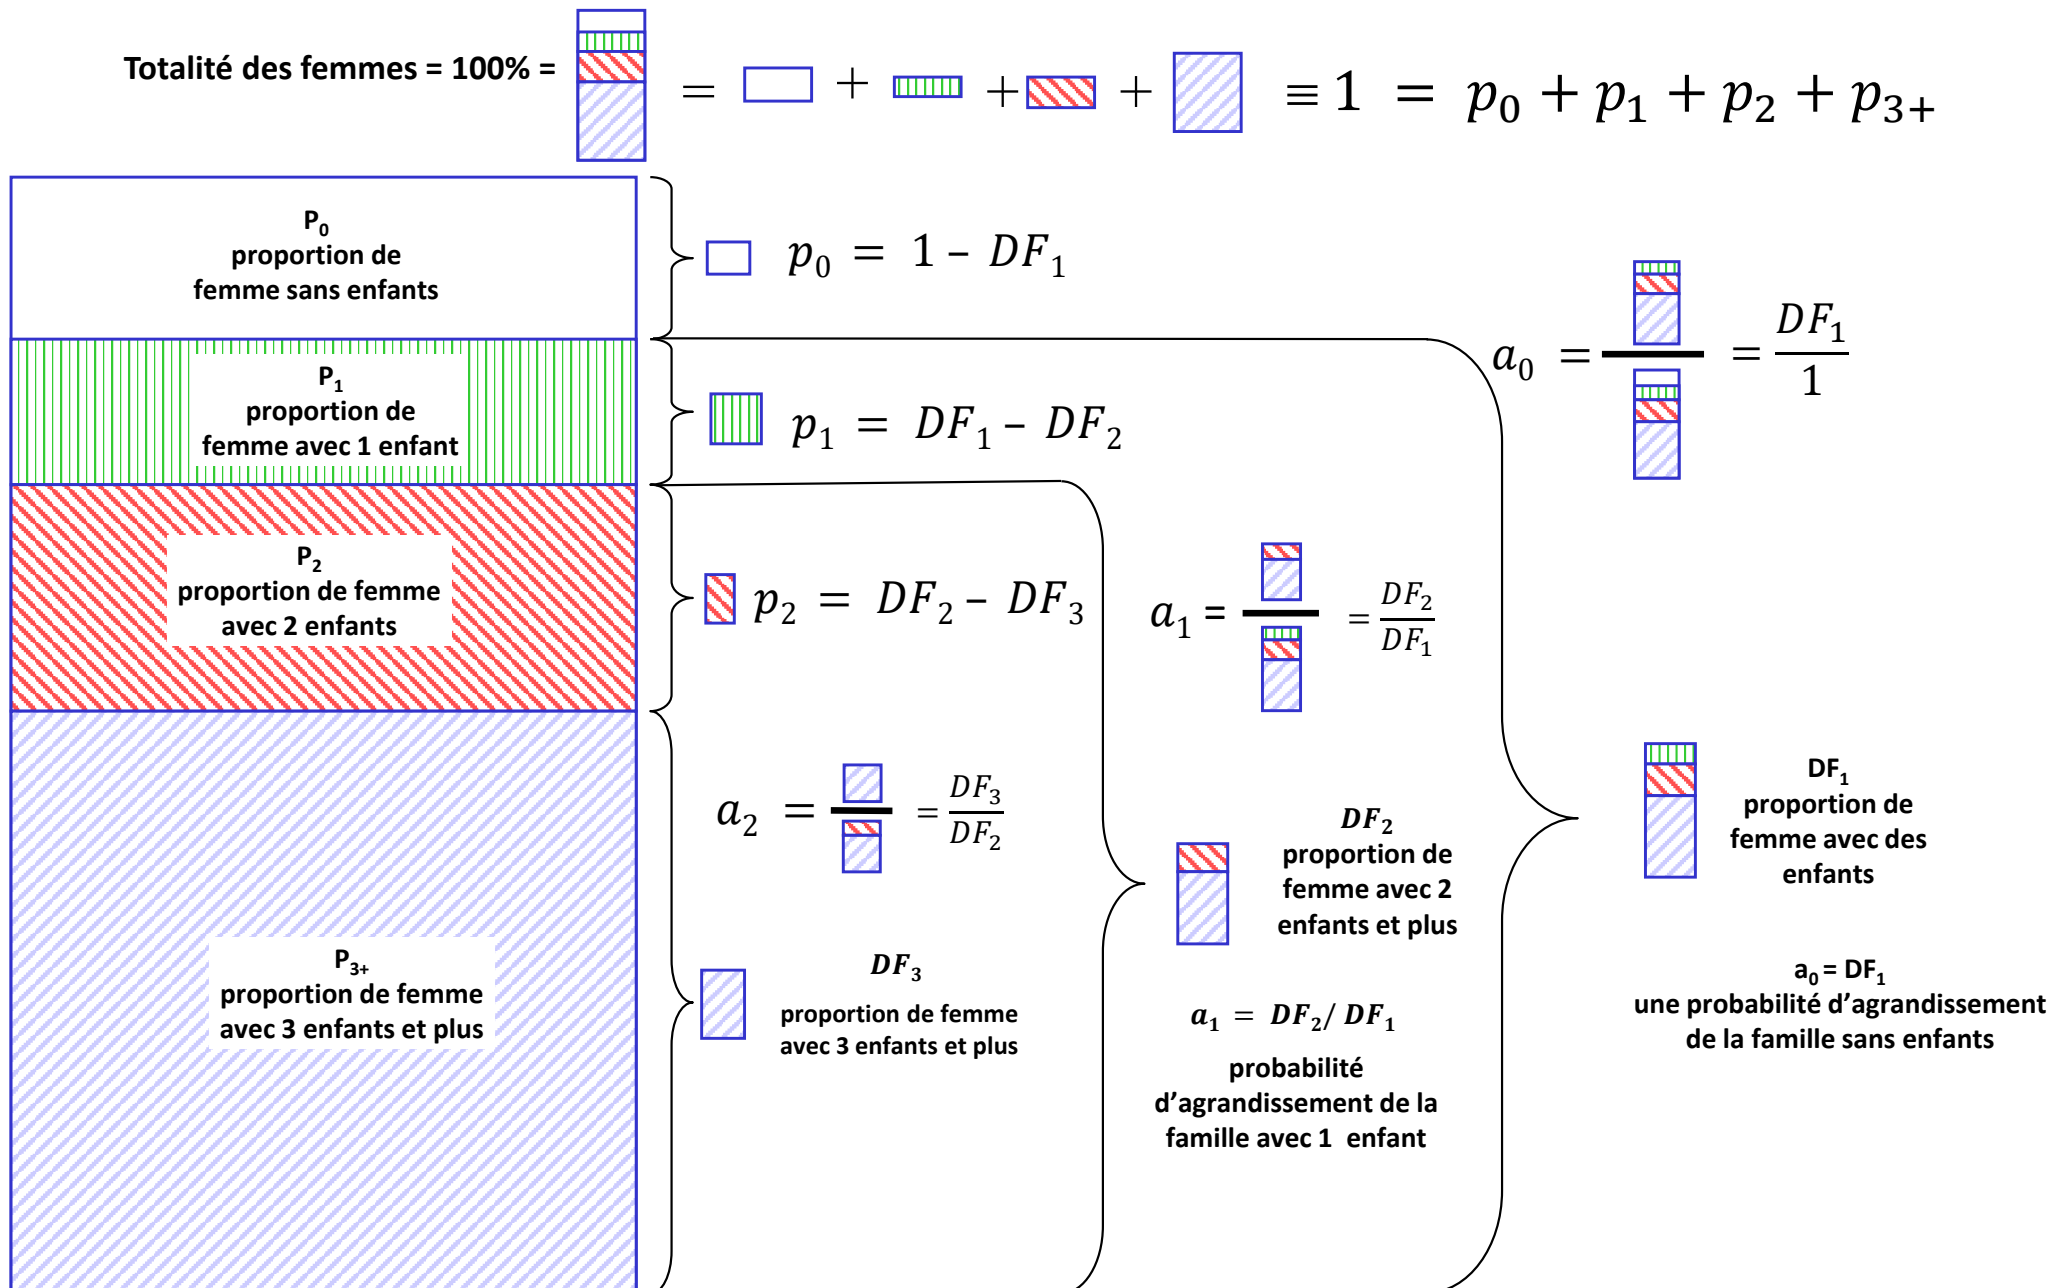 Totalité des femmes = 100% =
= + + + ≡ 1 = p₀ + p₁ + p₂ + p₃₊
P₀
proportion de
femme sans enfants
p₀ = 1 – DF₁
a₀ = = DF₁/1
P₁
proportion de
femme avec 1 enfant
p₁ = DF₁ – DF₂
P₂
proportion de femme
avec 2 enfants
p₂ = DF₂ – DF₃
a₁ = = DF₂/DF₁
a₂ = = DF₃/DF₂
P₃₊
proportion de femme
avec 3 enfants et plus
DF₃
proportion de femme
avec 3 enfants et plus
DF₂
proportion de
femme avec 2
enfants et plus
a₁ = DF₂/ DF₁
probabilité
d’agrandissement de la
famille avec 1 enfant
DF₁
proportion de
femme avec des
enfants
a₀ = DF₁
une probabilité d’agrandissement
de la famille sans enfants